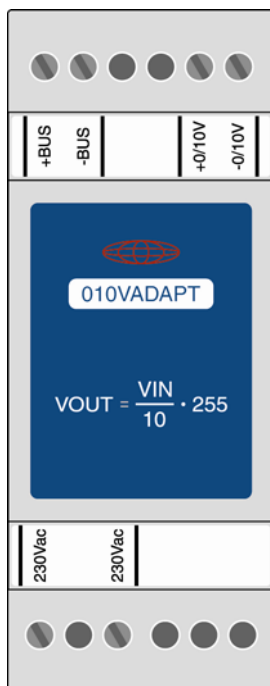 +BUS
-BUS
+0/10V
-0/10V
010VADAPT
VOUT = VIN/10 · 255
230Vac
230Vac